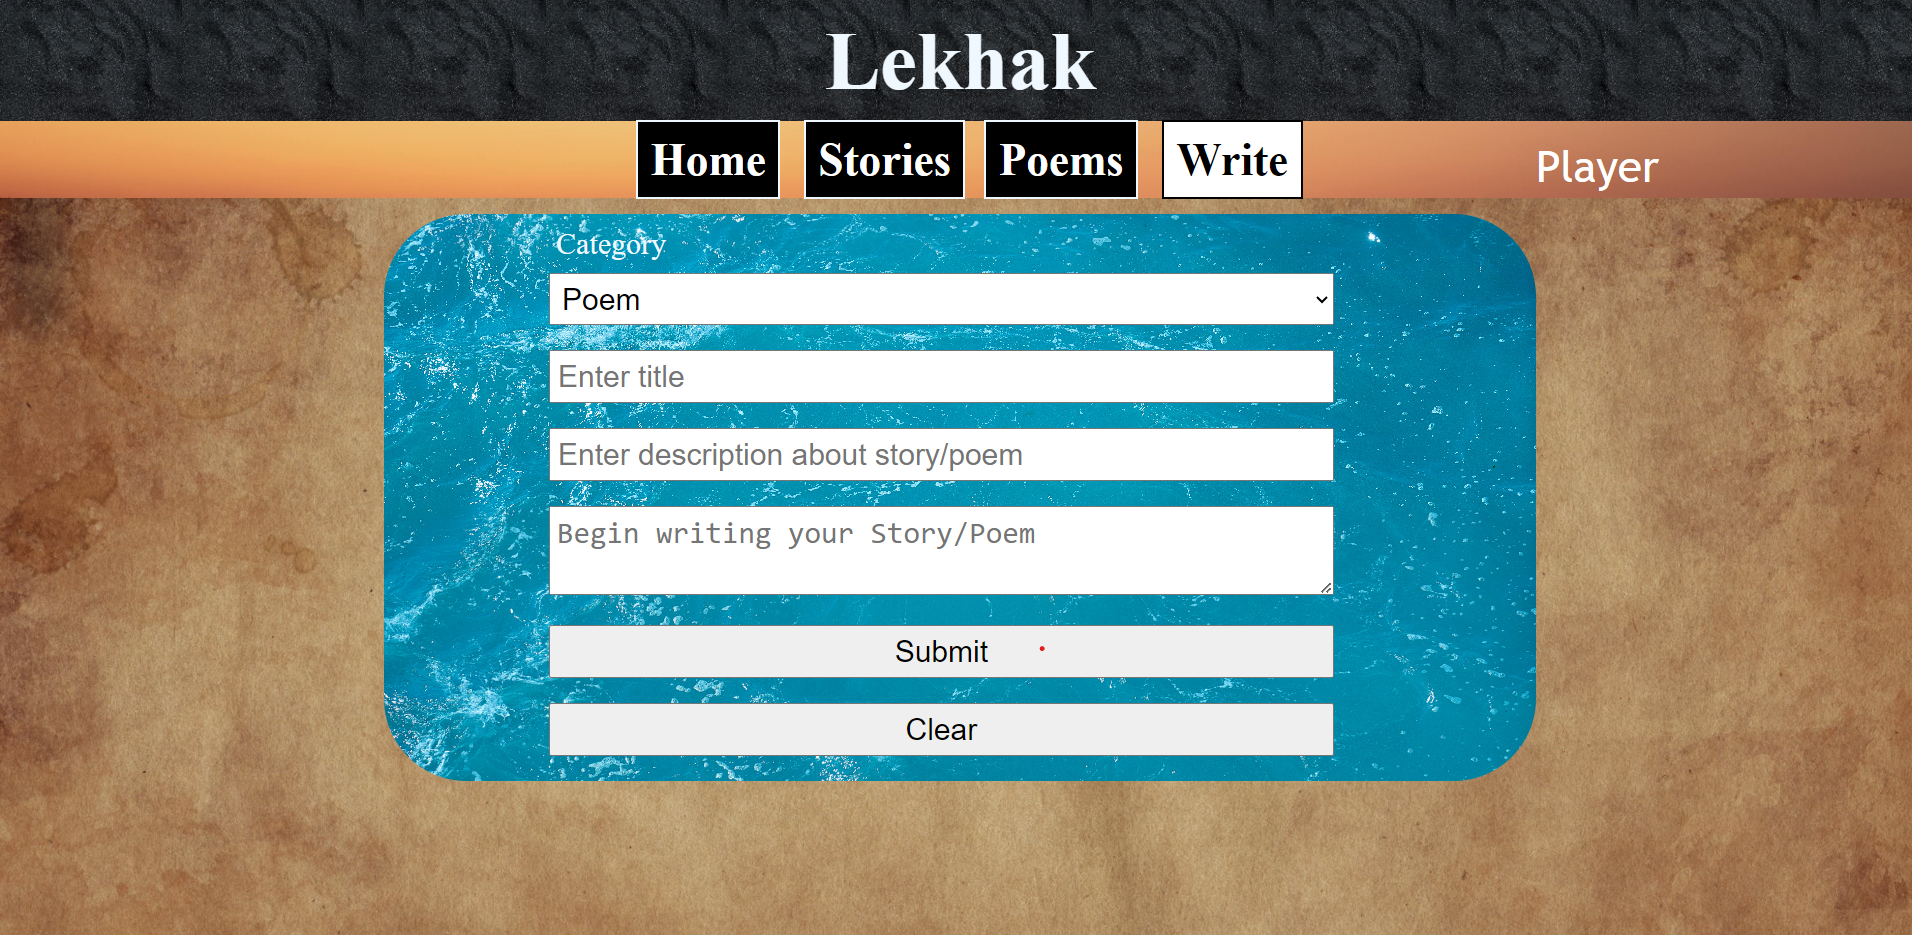 Lekhak
Home Stories Poems Write Player
Category
Poem
Enter title
Enter description about story/poem
Begin writing your Story/Poem
Submit
Clear